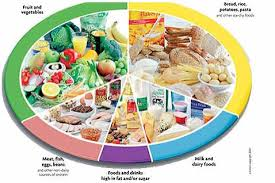 Fruit and
vegetables
Bread, rice,
potatoes, pasta
and other starchy foods
Meat, fish,
eggs, beans
and other non-dairy
sources of protein
Foods and drinks
high in fat and/or sugar
Milk and
dairy foods